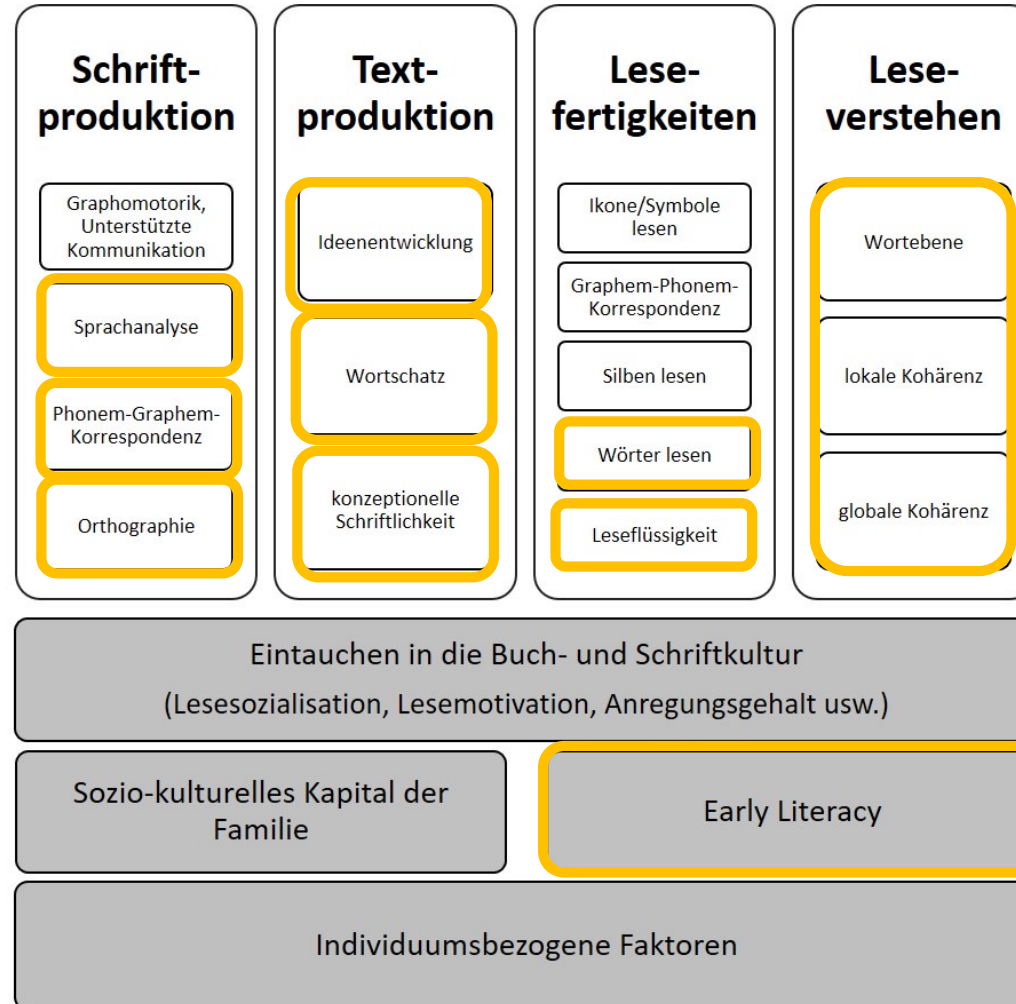 Schrift-
produktion
Graphomotorik,
Unterstützte
Kommunikation
Sprachanalyse
Phonem-Graphem-
Korrespondenz
Orthographie
Text-
produktion
Ideenentwicklung
Wortschatz
konzeptionelle
Schriftlichkeit
Lese-
fertigkeiten
Ikone/Symbole
lesen
Graphem-Phonem-
Korrespondenz
Silben lesen
Wörter lesen
Leseflüssigkeit
Lese-
verstehen
Wortebene
lokale Kohärenz
globale Kohärenz
Eintauchen in die Buch- und Schriftkultur
(Lesesozialisation, Lesemotivation, Anregungsgehalt usw.)
Sozio-kulturelles Kapital der
Familie
Early Literacy
Individuumsbezogene Faktoren